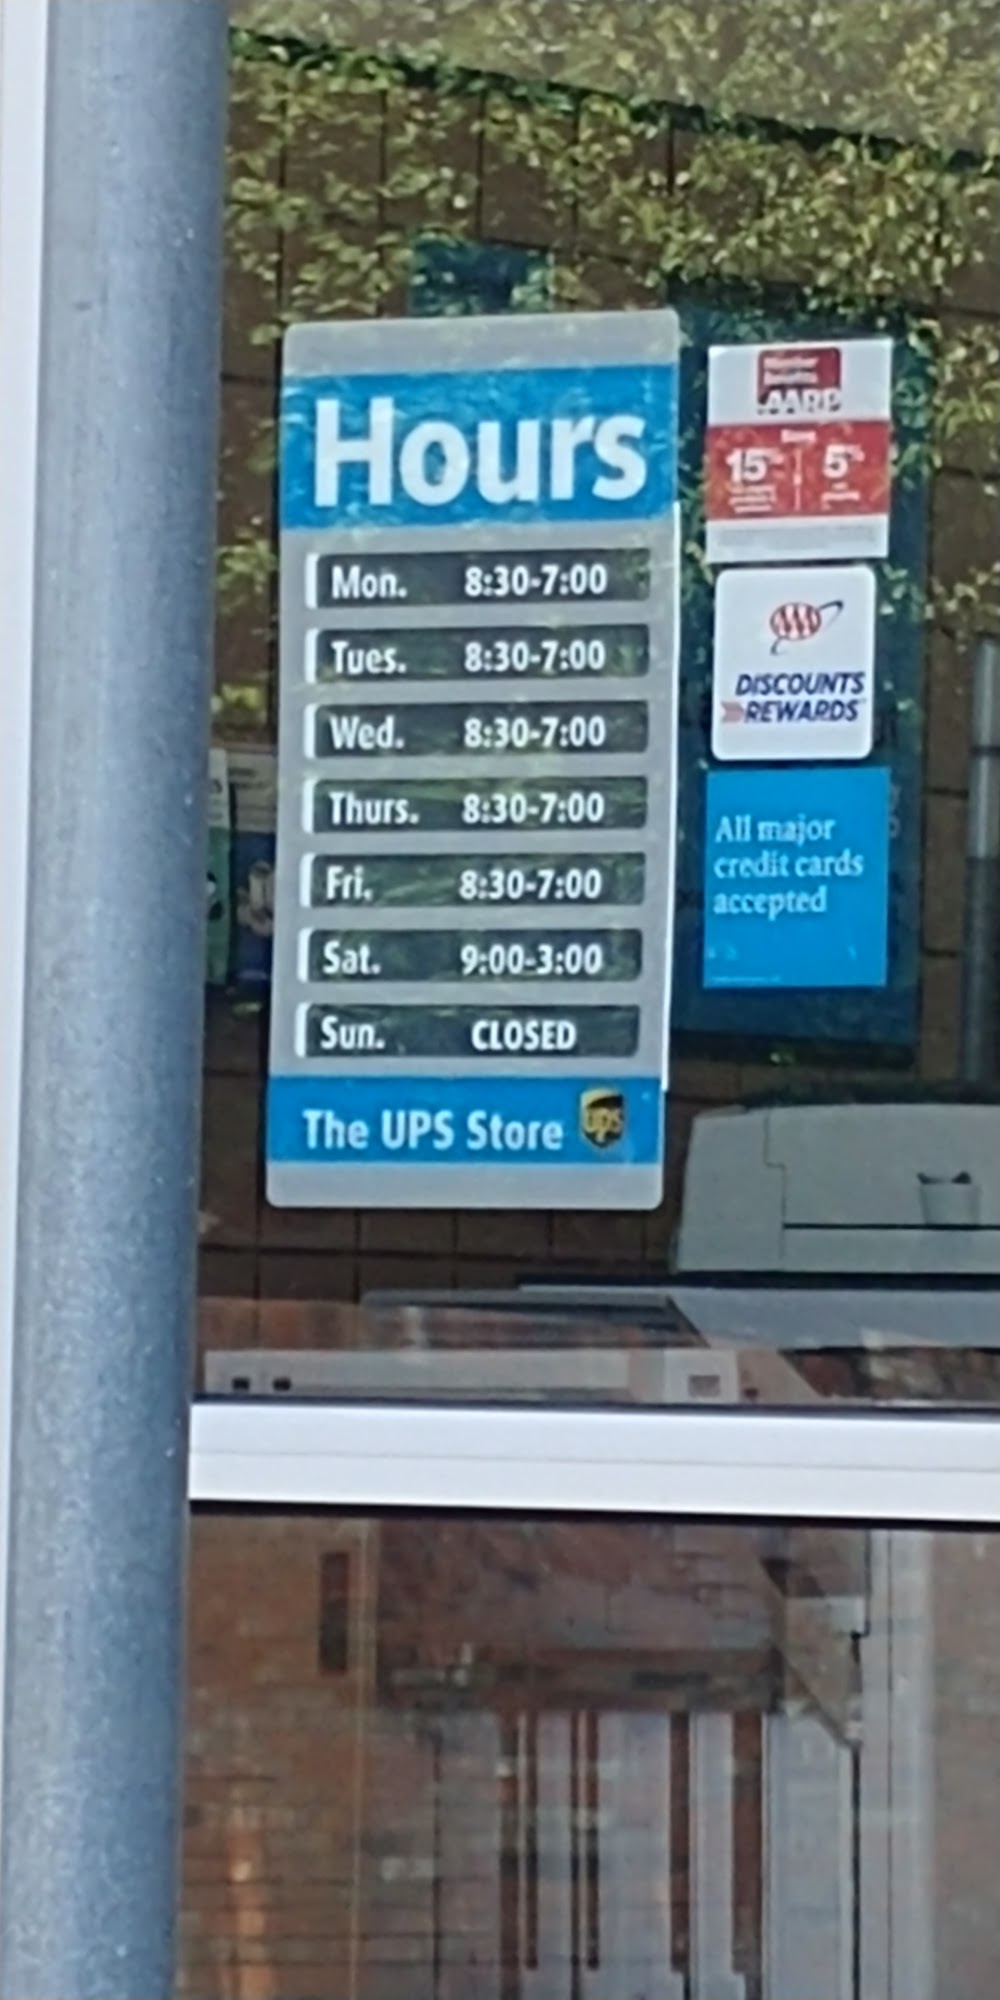 Hours
Mon. 8:30-7:00
Tues. 8:30-7:00
Wed. 8:30-7:00
Thurs. 8:30-7:00
Fri. 8:30-7:00
Sat. 9:00-3:00
Sun. CLOSED
The UPS Store ups
AARP
15% 5%
DISCOUNTS
REWARDS
All major
credit cards
accepted